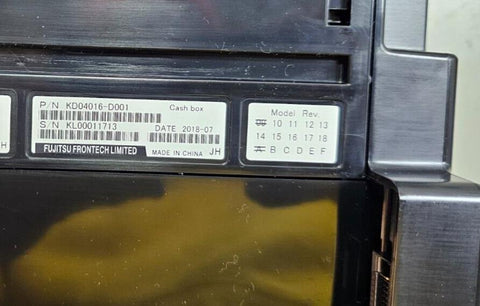 P/N KD04016-D001 Cash box
S/N KL00011713
DATE 2018-07
FUJITSU FRONTECH LIMITED MADE IN CHINA JH
Model Rev.
10 11 12 13
14 15 16 17 18
B C D E F
H